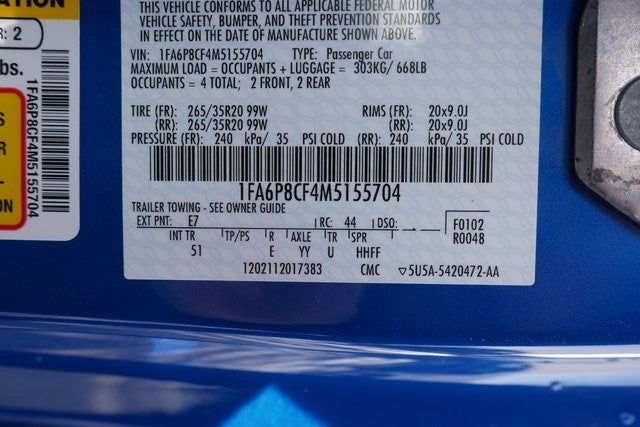 ATION
R: 2
bs.
1FA6P8CF4M5155704
S
R
ON
THIS VEHICLE CONFORMS TO ALL APPLICABLE FEDERAL MOTOR
VEHICLE SAFETY, BUMPER, AND THEFT PREVENTION STANDARDS
IN EFFECT ON THE DATE OF MANUFACTURE SHOWN ABOVE.
VIN: 1FA6P8CF4M5155704 TYPE: Passenger Car
MAXIMUM LOAD = OCCUPANTS + LUGGAGE = 303KG/ 668LB
OCCUPANTS = 4 TOTAL; 2 FRONT, 2 REAR
TIRE (FR): 265/35R20 99W RIMS (FR): 20x9.0J
(RR): 265/35R20 99W (RR): 20x9.0J
PRESSURE (FR): 240 kPa/ 35 PSI COLD (RR): 240 kPa/ 35 PSI COLD
1FA6P8CF4M5155704
TRAILER TOWING - SEE OWNER GUIDE
EXT PNT: E7 RC: 44 DSO: F0102
R0048
INT TR TP/PS R AXLE TR SPR
51 E YY U HHFF
1202112017383 CMC ▽5U5A-5420472-AA